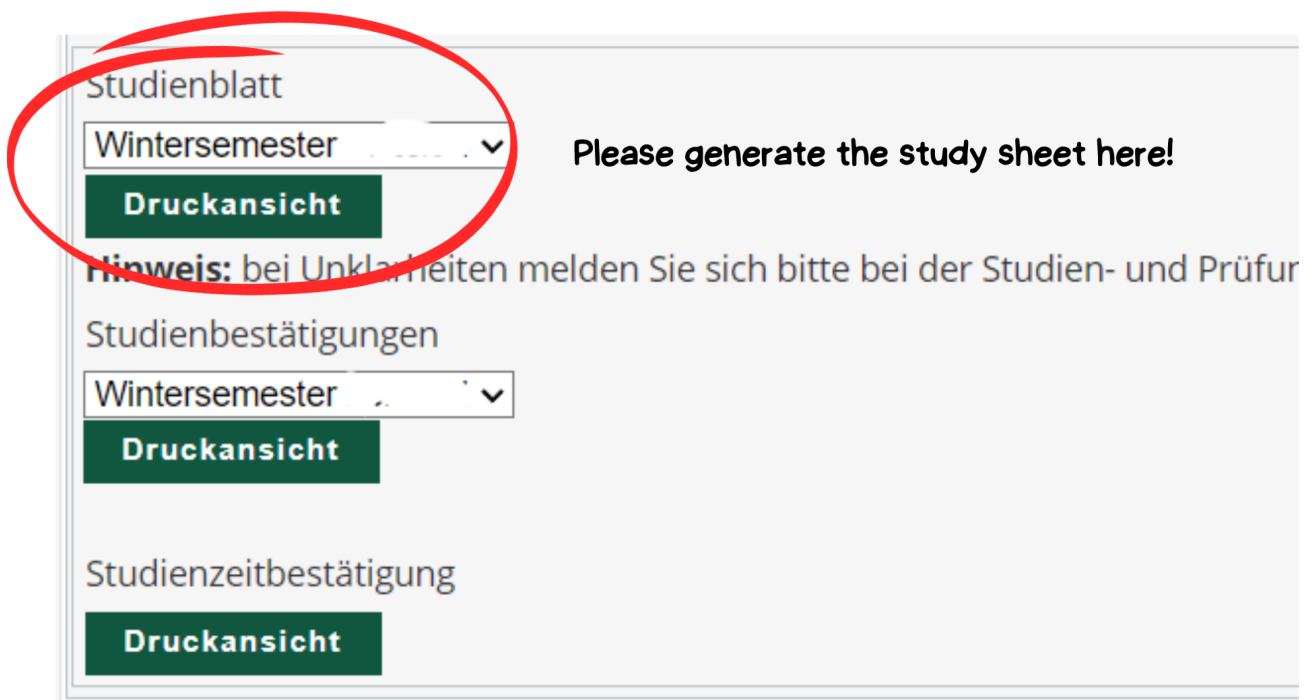 Studienblatt
Wintersemester
Please generate the study sheet here!
Druckansicht
Hinweis: bei Unklarheiten melden Sie sich bitte bei der Studien- und
Studienbestätigungen
Wintersemester
Druckansicht
Studienzeitbestätigung
Druckansicht